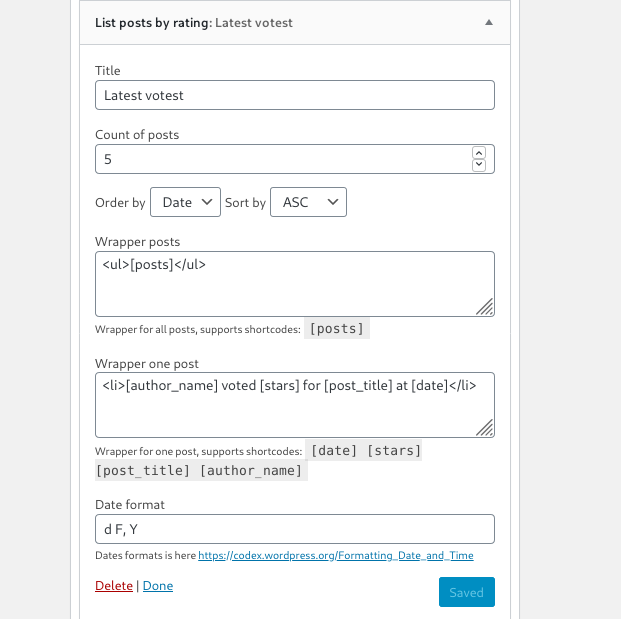 List posts by rating: Latest votest
Title
Latest votest
Count of posts
5
Order by Date Sort by ASC
Wrapper posts
<ul>[posts]</ul>
Wrapper for all posts, supports shortcodes: [posts]
Wrapper one post
<li>[author_name] voted [stars] for [post_title] at [date]</li>
Wrapper for one post, supports shortcodes: [date] [stars]
[post_title] [author_name]
Date format
d F, Y
Dates formats is here https://codex.wordpress.org/Formatting_Date_and_Time
Delete | Done
Saved